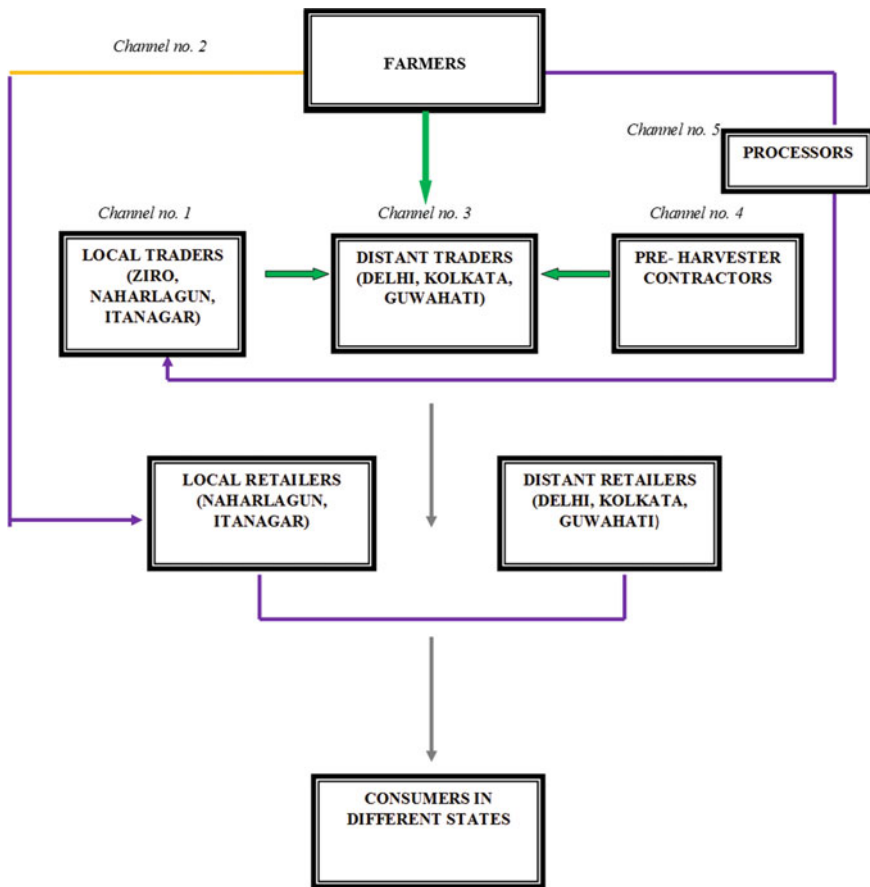 Channel no. 2
FARMERS
Channel no. 5
PROCESSORS
Channel no. 1
LOCAL TRADERS
(ZIRO,
NAHARLAGUN,
ITANAGAR)
Channel no. 3
DISTANT TRADERS
(DELHI, KOLKATA,
GUWAHATI)
Channel no. 4
PRE- HARVESTER
CONTRACTORS
LOCAL RETAILERS
(NAHARLAGUN,
ITANAGAR)
DISTANT RETAILERS
(DELHI, KOLKATA,
GUWAHATI)
CONSUMERS IN
DIFFERENT STATES